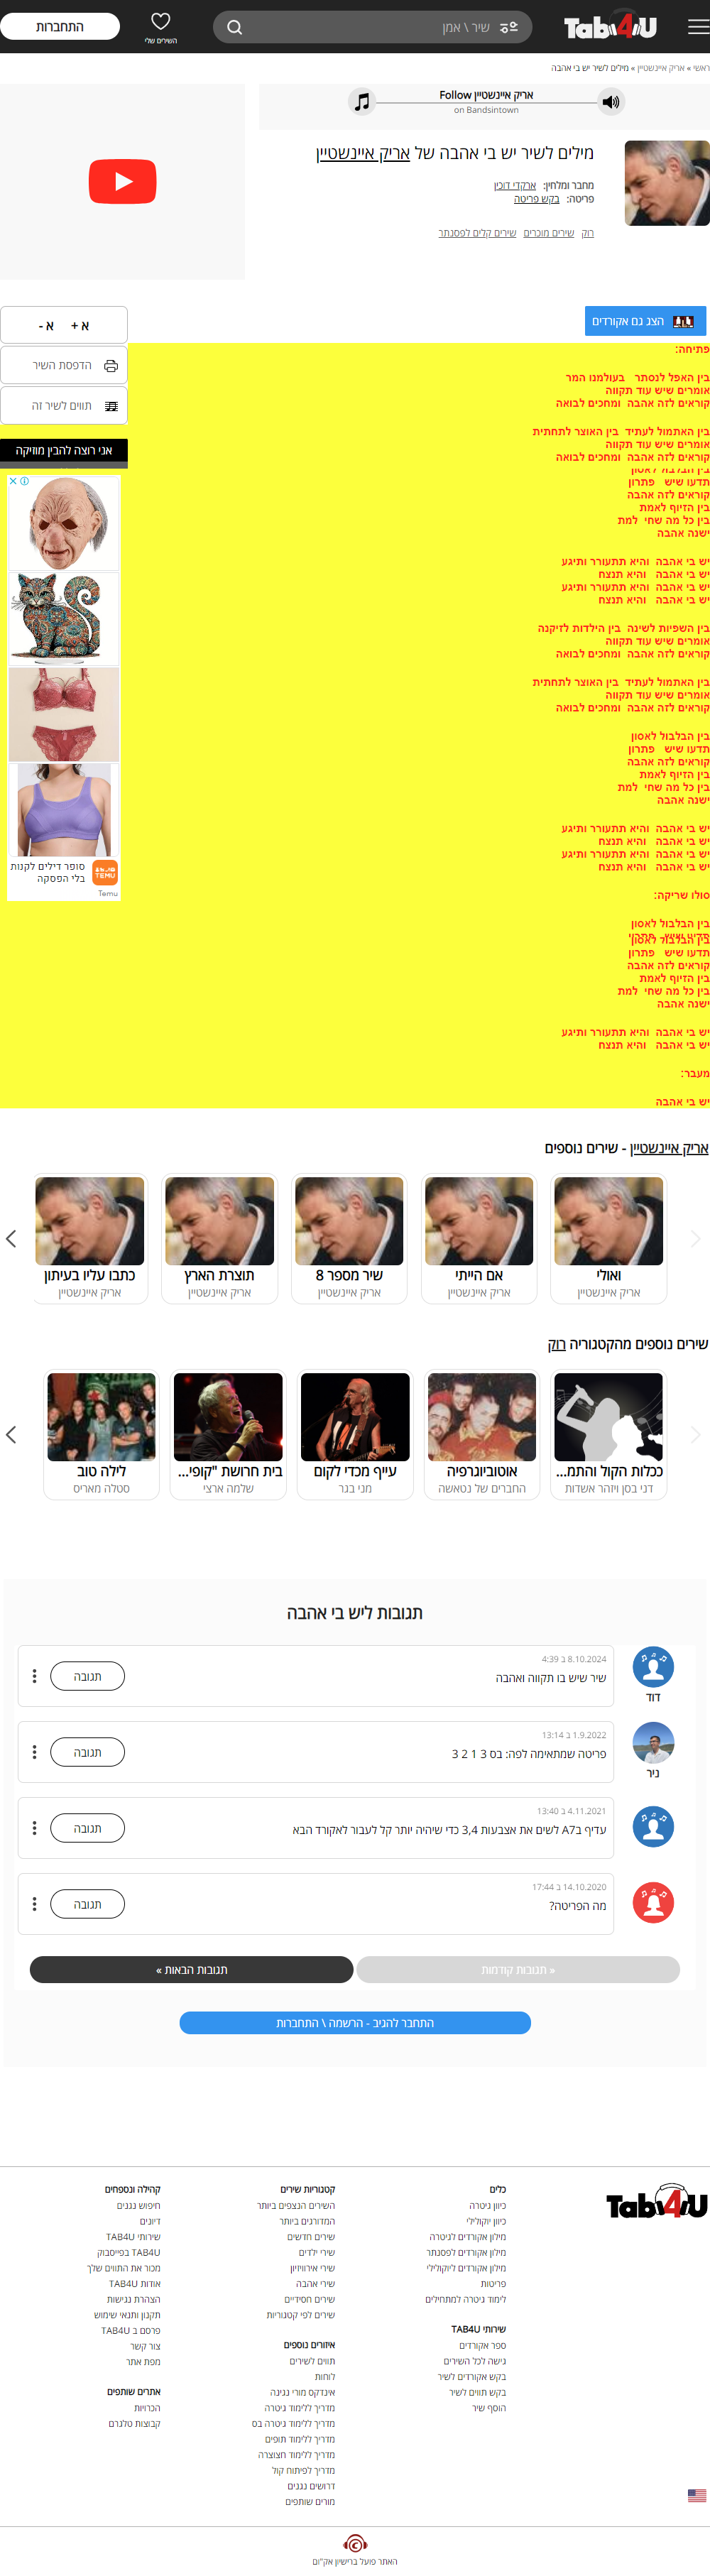 Tab4U
שיר \ אמן
השירים שלי
התחברות
ראשי » אריק איינשטיין » מילים לשיר יש בי אהבה
Follow אריק איינשטיין
on Bandsintown
מילים לשיר יש בי אהבה של אריק איינשטיין
מחבר ומלחין: ארקדי דוכין
פריטה: בקש פריטה
רוק שירים מוכרים שירים קלים לפסנתר
הצג גם אקורדים
א + א -
הדפסת השיר
תווים לשיר זה
אני רוצה להבין מוזיקה
פתיחה:
בין האפל לנסתר בעולמנו המר
אומרים שיש עוד תקווה
קוראים לזה אהבה ומחכים לבואה
בין האתמול לעתיד בין האוצר לתחתית
אומרים שיש עוד תקווה
קוראים לזה אהבה ומחכים לבואה
בין הבלבול לאסון
תדעו שיש פתרון
קוראים לזה אהבה
בין הזיוף לאמת
בין כל מה שחי למת
ישנה אהבה
יש בי אהבה והיא תתעורר ותיגע
יש בי אהבה והיא תנצח
יש בי אהבה והיא תתעורר ותיגע
יש בי אהבה והיא תנצח
בין השפיות לשינה בין הילדות לזיקנה
אומרים שיש עוד תקווה
קוראים לזה אהבה ומחכים לבואה
בין האתמול לעתיד בין האוצר לתחתית
אומרים שיש עוד תקווה
קוראים לזה אהבה ומחכים לבואה
בין הבלבול לאסון
תדעו שיש פתרון
קוראים לזה אהבה
בין הזיוף לאמת
בין כל מה שחי למת
ישנה אהבה
יש בי אהבה והיא תתעורר ותיגע
יש בי אהבה והיא תנצח
יש בי אהבה והיא תתעורר ותיגע
יש בי אהבה והיא תנצח
סולו שריקה:
בין הבלבול לאסון
תדעו שיש פתרון
בין הבלבול לאסון
תדעו שיש פתרון
קוראים לזה אהבה
בין הזיוף לאמת
בין כל מה שחי למת
ישנה אהבה
יש בי אהבה והיא תתעורר ותיגע
יש בי אהבה והיא תנצח
מעבר:
יש בי אהבה
סופר דילים לקנות
בלי הפסקה
TEMU
Temu
אריק איינשטיין - שירים נוספים
ואולי
אריק איינשטיין
אם הייתי
אריק איינשטיין
שיר מספר 8
אריק איינשטיין
תוצרת הארץ
אריק איינשטיין
כתבו עליו בעיתון
אריק איינשטיין
שירים נוספים מהקטגוריה רוק
ככלות הקול והתמ...
דני בסן ויזהר אשדות
אוטוביוגרפיה
החברים של נטאשה
עייף מכדי לקום
מני בגר
בית חרושת "קופי...
שלמה ארצי
לילה טוב
סטלה מאריס
תגובות ליש בי אהבה
8.10.2024 ב 4:39
שיר שיש בו תקווה ואהבה
דוד
תגובה
1.9.2022 ב 13:14
פריטה שמתאימה לפה: בס 3 1 2 3
ניר
תגובה
4.11.2021 ב 13:40
עדיף בA7 לשים את אצבעות 3,4 כדי שיהיה יותר קל לעבור לאקורד הבא
תגובה
14.10.2020 ב 17:44
מה הפריטה?
תגובה
« תגובות קודמות
תגובות הבאות »
התחבר להגיב - הרשמה \ התחברות
Tab4U
כלים
כיוון גיטרה
כיוון יוקולילי
מילון אקורדים לגיטרה
מילון אקורדים לפסנתר
מילון אקורדים ליוקולילי
פריטות
לימוד גיטרה למתחילים
שירותי TAB4U
ספר אקורדים
גישה לכל השירים
בקש אקורדים לשיר
בקש תווים לשיר
הוסף שיר
קטגוריות שירים
השירים הנצפים ביותר
המדורגים ביותר
שירים חדשים
שירי ילדים
שירי אירוויזיון
שירי אהבה
שירים חסידיים
שירים לפי קטגוריות
איזורים נוספים
תווים לשירים
לוחות
אינדקס מורי נגינה
מדריך ללימוד גיטרה
מדריך ללימוד גיטרה בס
מדריך ללימוד תופים
מדריך ללימוד חצוצרה
מדריך לפיתוח קול
דרושים נגנים
מורים שותפים
קהילה ונספחים
חיפוש נגנים
דיונים
שירותי TAB4U
TAB4U בפייסבוק
מכור את התווים שלך
אודות TAB4U
הצהרת נגישות
תקנון ותנאי שימוש
פרסם ב TAB4U
צור קשר
מפת אתר
אתרים שותפים
הכרויות
קבוצות טלגרם
האתר פועל ברישיון אקו"ם